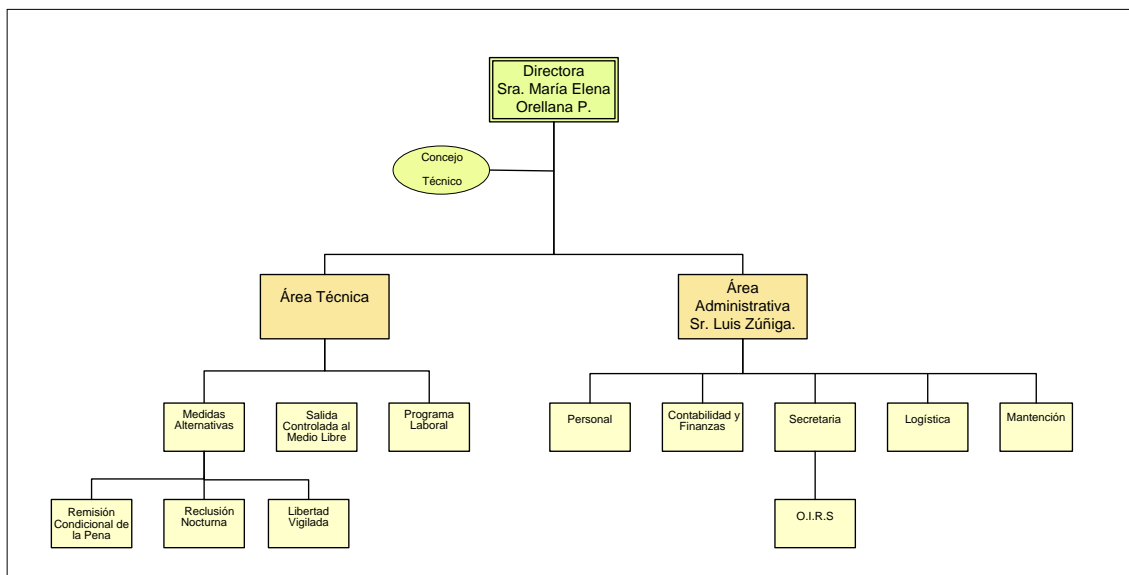 Directora
Sra. María Elena
Orellana P.
Concejo
Técnico
Área Técnica
Área
Administrativa
Sr. Luis Zúñiga.
Medidas
Alternativas
Salida
Controlada al
Medio Libre
Programa
Laboral
Personal
Contabilidad y
Finanzas
Secretaria
Logística
Mantención
Remisión
Condicional de
la Pena
Reclusión
Nocturna
Libertad
Vigilada
O.I.R.S